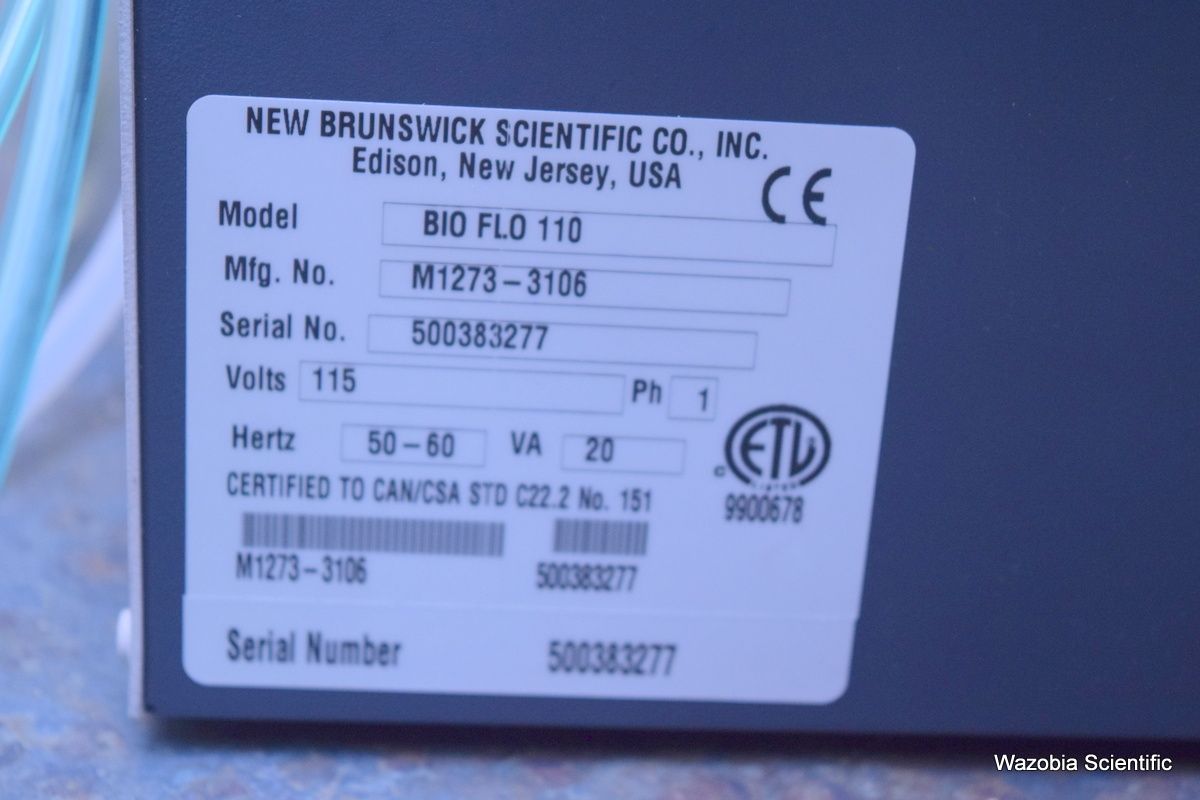 NEW BRUNSWICK SCIENTIFIC CO., INC.
Edison, New Jersey, USA
CE
Model BIO FLO 110
Mfg. No. M1273-3106
Serial No. 500383277
Volts 115 Ph 1
Hertz 50-60 VA 20
CERTIFIED TO CAN/CSA STD C22.2 No. 151
c ETL LISTED
9900678
M1273-3106 500383277
Serial Number 500383277
Wazobia Scientific